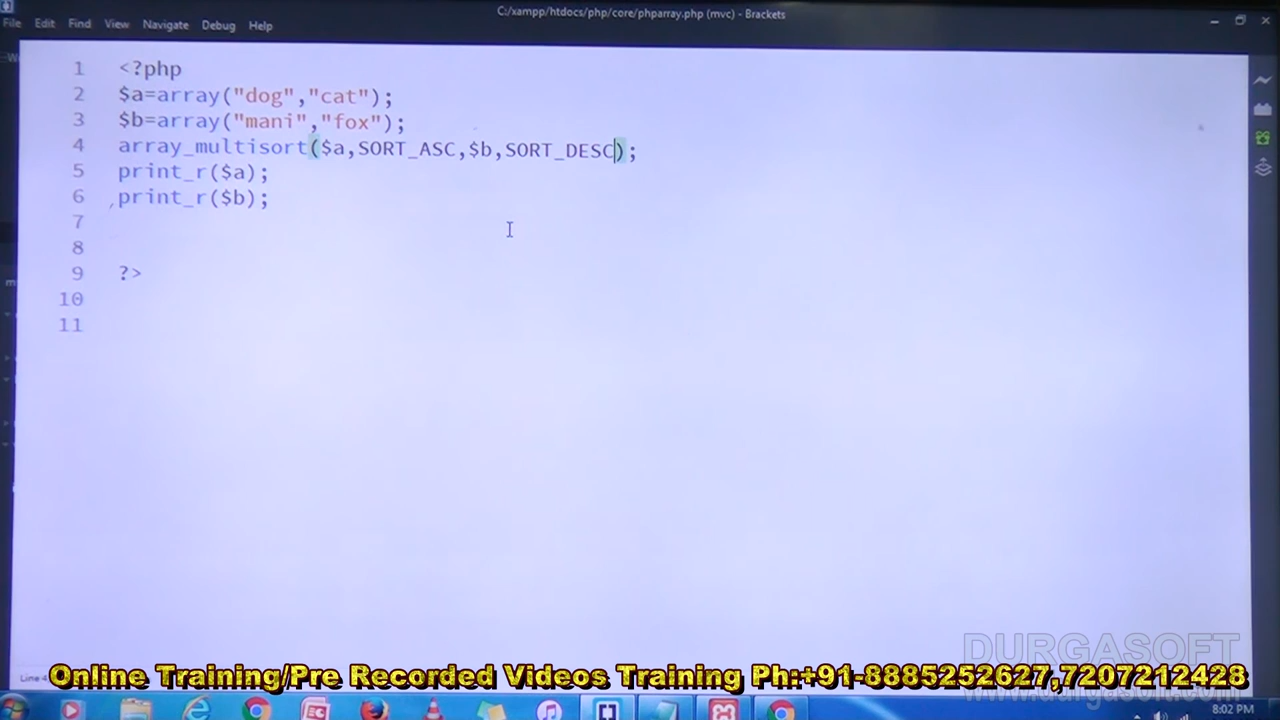 C:/xampp/htdocs/php/core/phparray.php (mvc) - Brackets
File Edit Find View Navigate Debug Help
1 <?php
2 $a=array("dog","cat");
3 $b=array("mani","fox");
4 array_multisort($a,SORT_ASC,$b,SORT_DESC);
5 print_r($a);
6 print_r($b);
7
8
9 ?>
10
11
DURGASOFT
Online Training/Pre Recorded Videos Training Ph:+91-8885252627,7207212428
8:02 PM